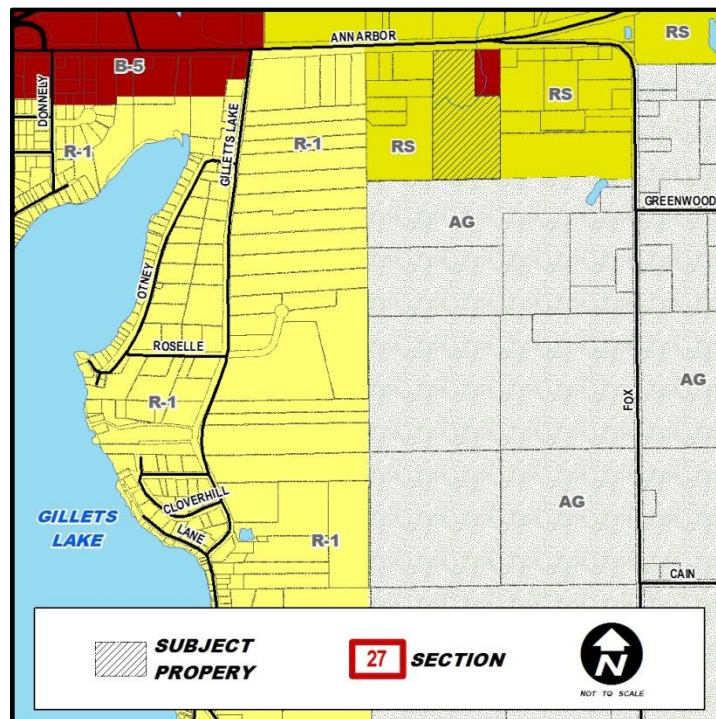 ANN ARBOR
RS
B-5
DONNELY
GILLETTS LAKE
R-1
R-1
RS
RS
GREENWOOD
AG
OTNEY
ROSELLE
R-1
FOX
AG
CLOVERHILL
LANE
GILLETS
LAKE
R-1
AG
CAIN
SUBJECT
PROPERY
27
SECTION
N
NOT TO SCALE